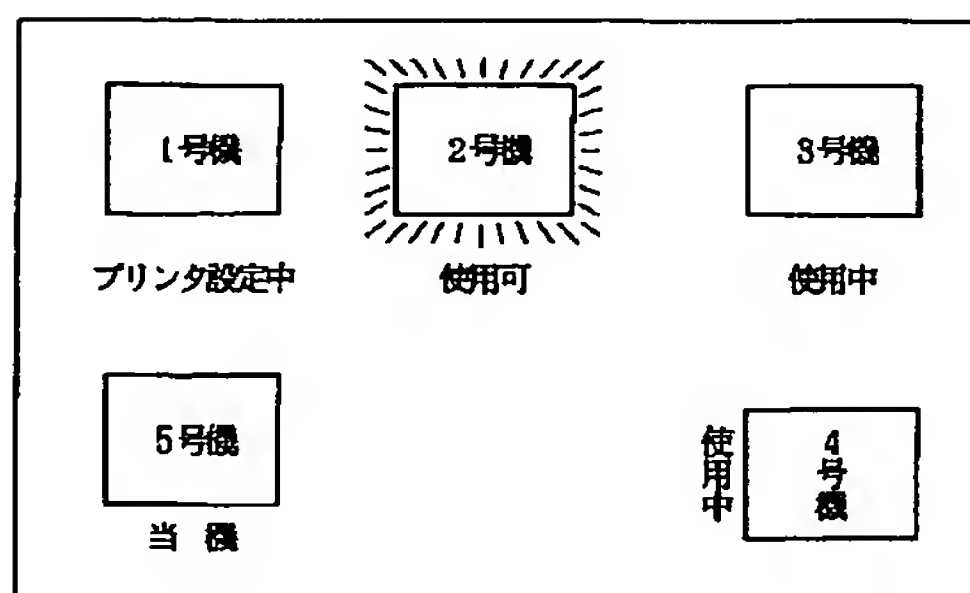 1号機
2号機
3号機
プリンタ設定中
使用可
使用中
5号機
当 機
使用中
4号機